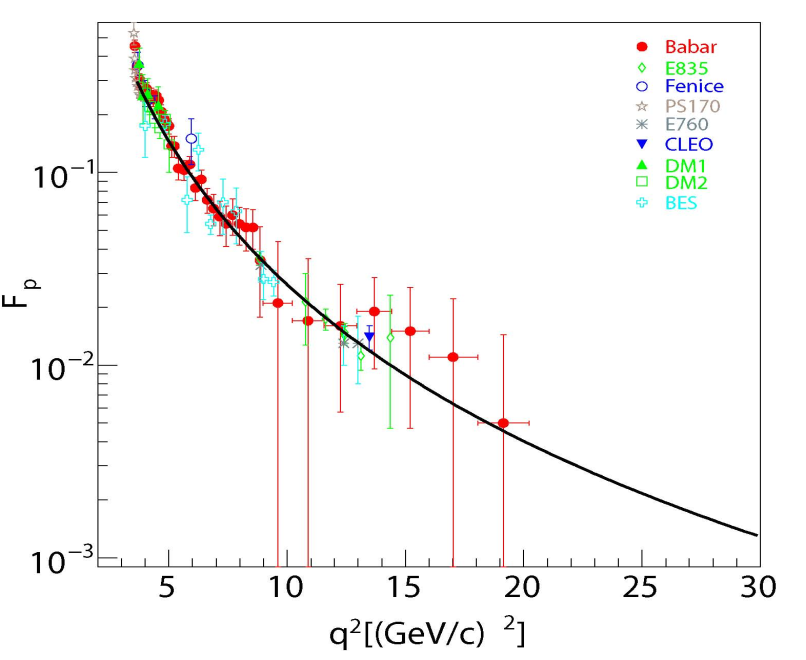 Babar
E835
Fenice
PS170
E760
CLEO
DM1
DM2
BES
10⁻¹
10⁻²
10⁻³
F_p
5 10 15 20 25 30
q²[(GeV/c) ²]